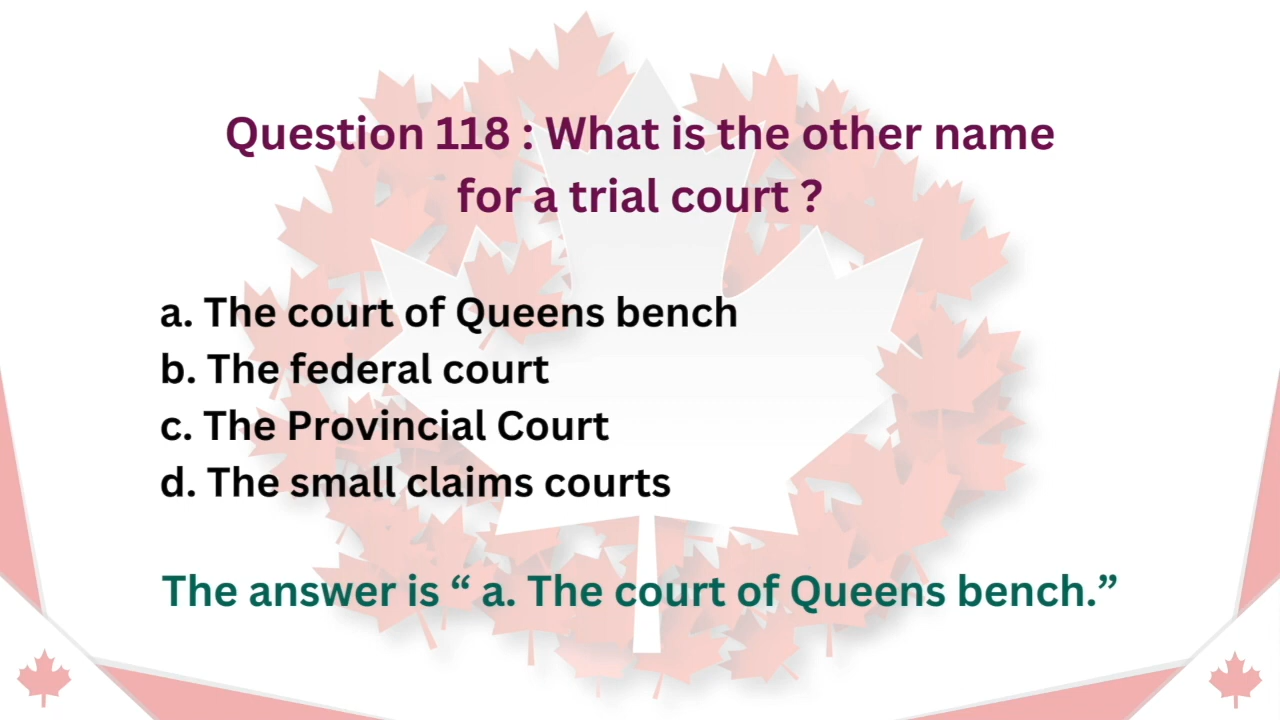 Question 118 : What is the other name
for a trial court ?
a. The court of Queens bench
b. The federal court
c. The Provincial Court
d. The small claims courts
The answer is “ a. The court of Queens bench.”